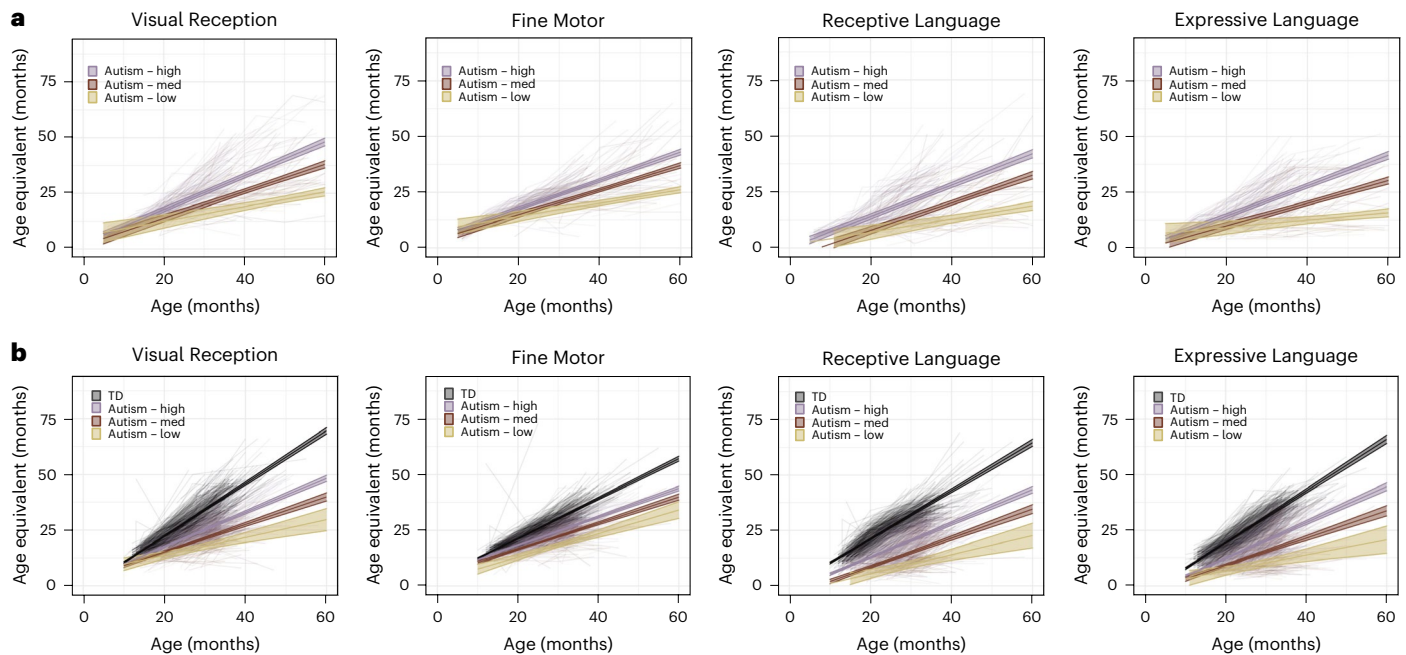 a
Visual Reception
Age equivalent (months)
75
50
25
0
Autism – high
Autism – med
Autism – low
0 20 40 60
Age (months)
Fine Motor
Age equivalent (months)
75
50
25
0
Autism – high
Autism – med
Autism – low
0 20 40 60
Age (months)
Receptive Language
Age equivalent (months)
75
50
25
0
Autism – high
Autism – med
Autism – low
0 20 40 60
Age (months)
Expressive Language
Age equivalent (months)
75
50
25
0
Autism – high
Autism – med
Autism – low
0 20 40 60
Age (months)
b
Visual Reception
Age equivalent (months)
75
50
25
0
TD
Autism – high
Autism – med
Autism – low
0 20 40 60
Age (months)
Fine Motor
Age equivalent (months)
75
50
25
0
TD
Autism – high
Autism – med
Autism – low
0 20 40 60
Age (months)
Receptive Language
Age equivalent (months)
75
50
25
0
TD
Autism – high
Autism – med
Autism – low
0 20 40 60
Age (months)
Expressive Language
Age equivalent (months)
75
50
25
0
TD
Autism – high
Autism – med
Autism – low
0 20 40 60
Age (months)